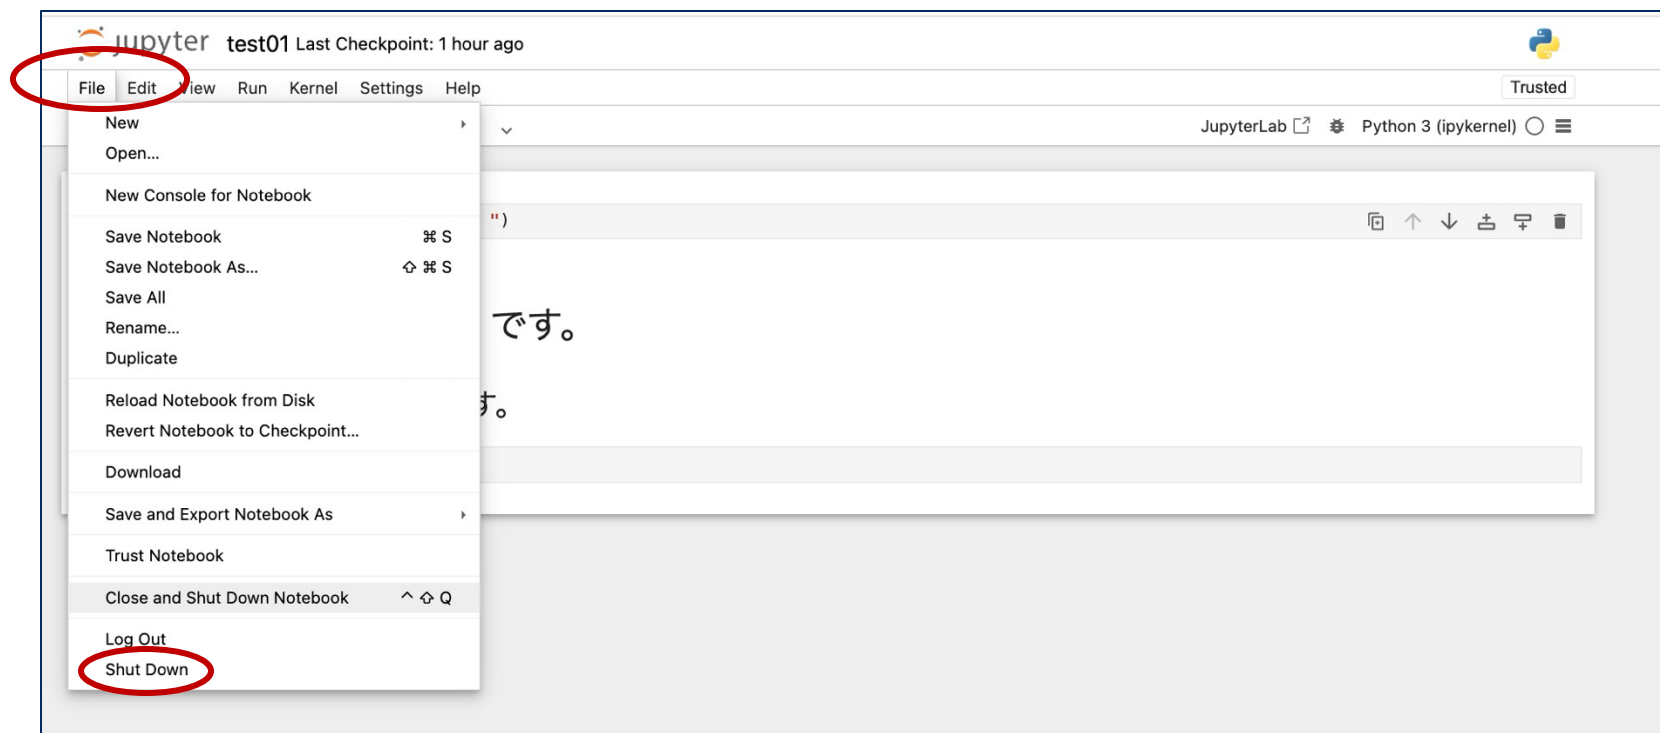 jupyter test01 Last Checkpoint: 1 hour ago
File Edit View Run Kernel Settings Help Trusted
JupyterLab Python 3 (ipykernel)
New
Open...
New Console for Notebook
Save Notebook ⌘ S
Save Notebook As... ⇧ ⌘ S
Save All
Rename...
Duplicate
Reload Notebook from Disk
Revert Notebook to Checkpoint...
Download
Save and Export Notebook As
Trust Notebook
Close and Shut Down Notebook ^ ⇧ Q
Log Out
Shut Down
")
です。
す。